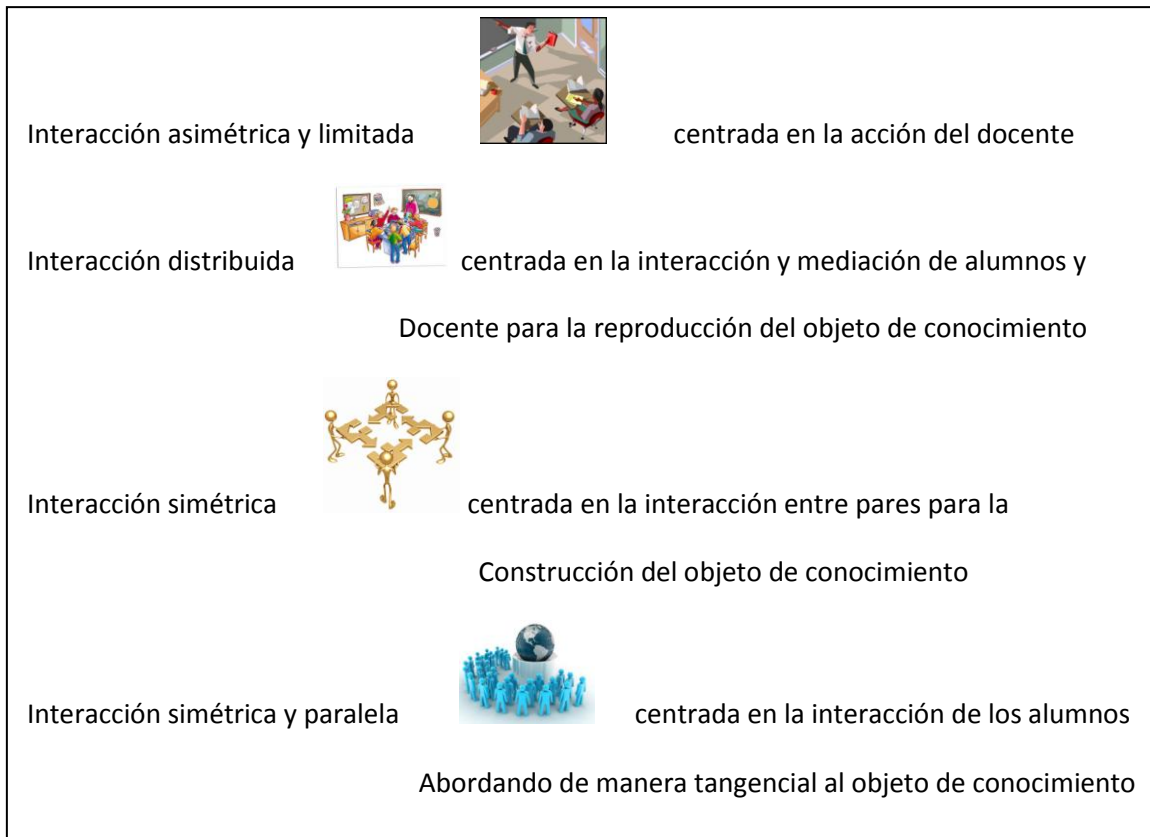 Interacción asimétrica y limitada centrada en la acción del docente
Interacción distribuida centrada en la interacción y mediación de alumnos y
Docente para la reproducción del objeto de conocimiento
Interacción simétrica centrada en la interacción entre pares para la
Construcción del objeto de conocimiento
Interacción simétrica y paralela centrada en la interacción de los alumnos
Abordando de manera tangencial al objeto de conocimiento